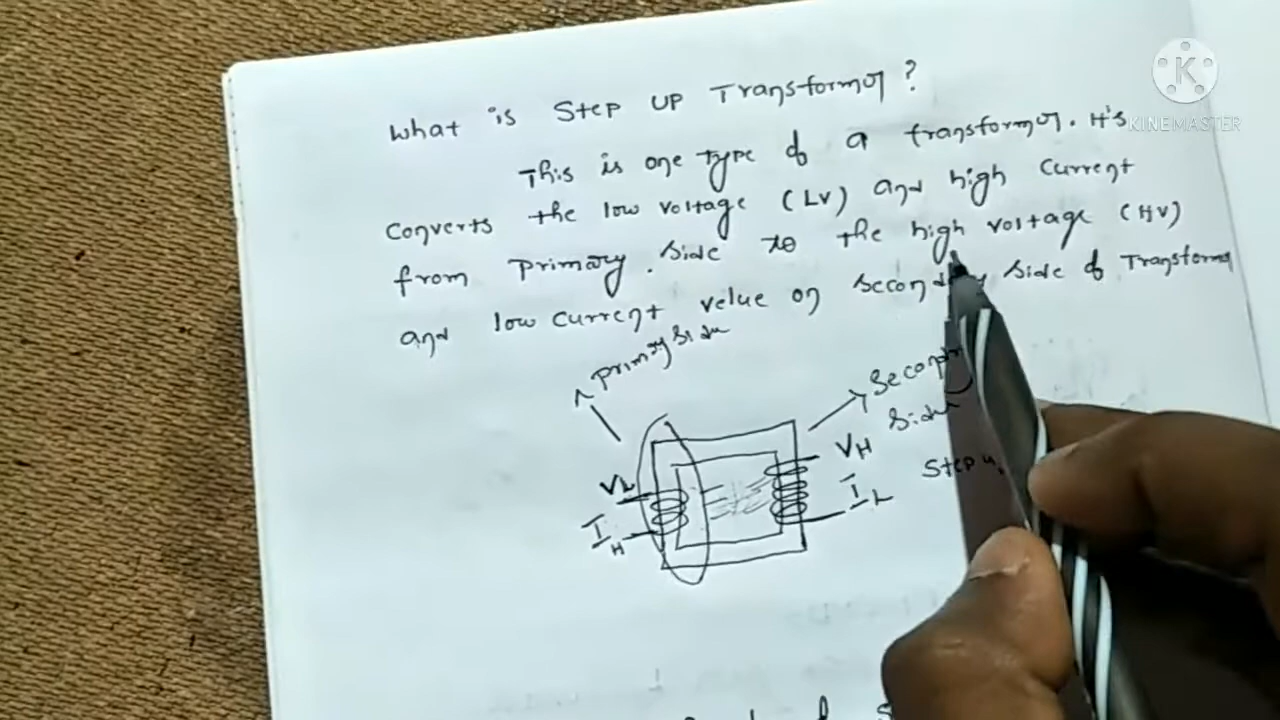 What is Step up Transformer?
This is one type of a transformer. It's
converts the low voltage (LV) and high current
from primary side to the high voltage (HV)
and low current value on secondary side of Transformer
primary side
Secondary
side
VL
IH
VH
IL
Step u
K
KINEMASTER